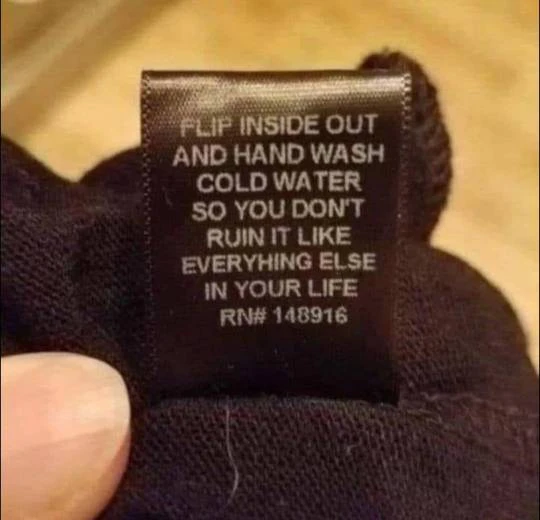 FLIP INSIDE OUT
AND HAND WASH
COLD WATER
SO YOU DON'T
RUIN IT LIKE
EVERYHING ELSE
IN YOUR LIFE
RN# 148916